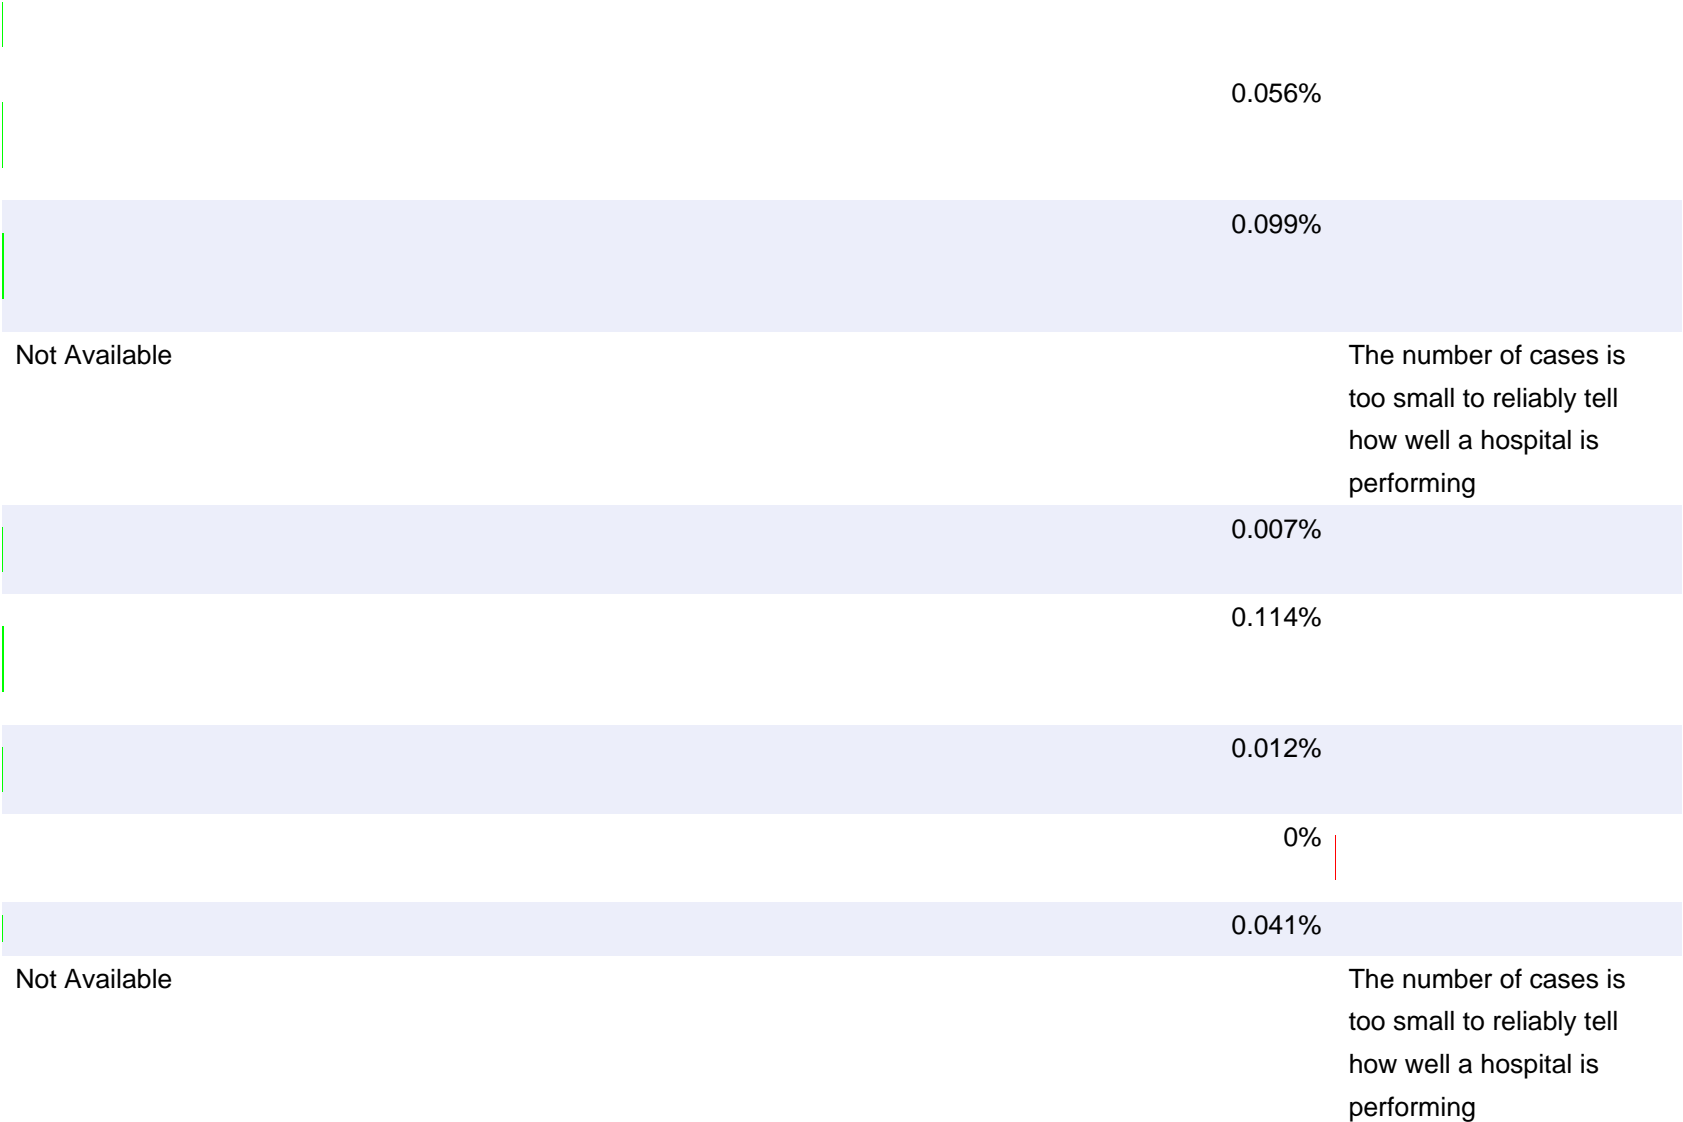 0.056%
0.099%
Not Available
The number of cases is
too small to reliably tell
how well a hospital is
performing
0.007%
0.114%
0.012%
0%
0.041%
Not Available
The number of cases is
too small to reliably tell
how well a hospital is
performing